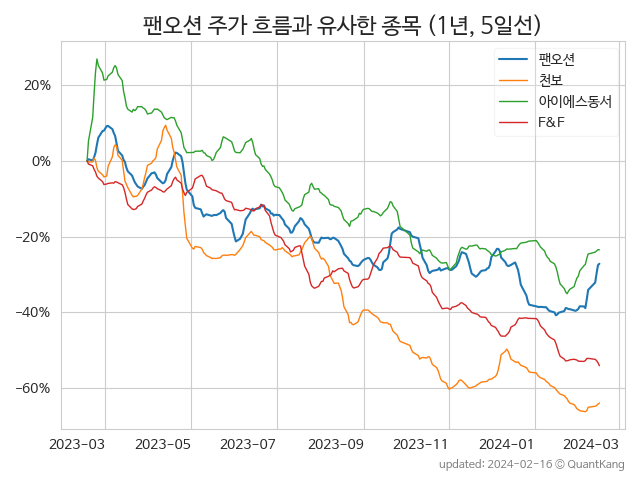 팬오션 주가 흐름과 유사한 종목 (1년, 5일선)
팬오션
천보
아이에스동서
F&F
20%
0%
−20%
−40%
−60%
2023-03 2023-05 2023-07 2023-09 2023-11 2024-01 2024-03
updated: 2024-02-16 © QuantKang